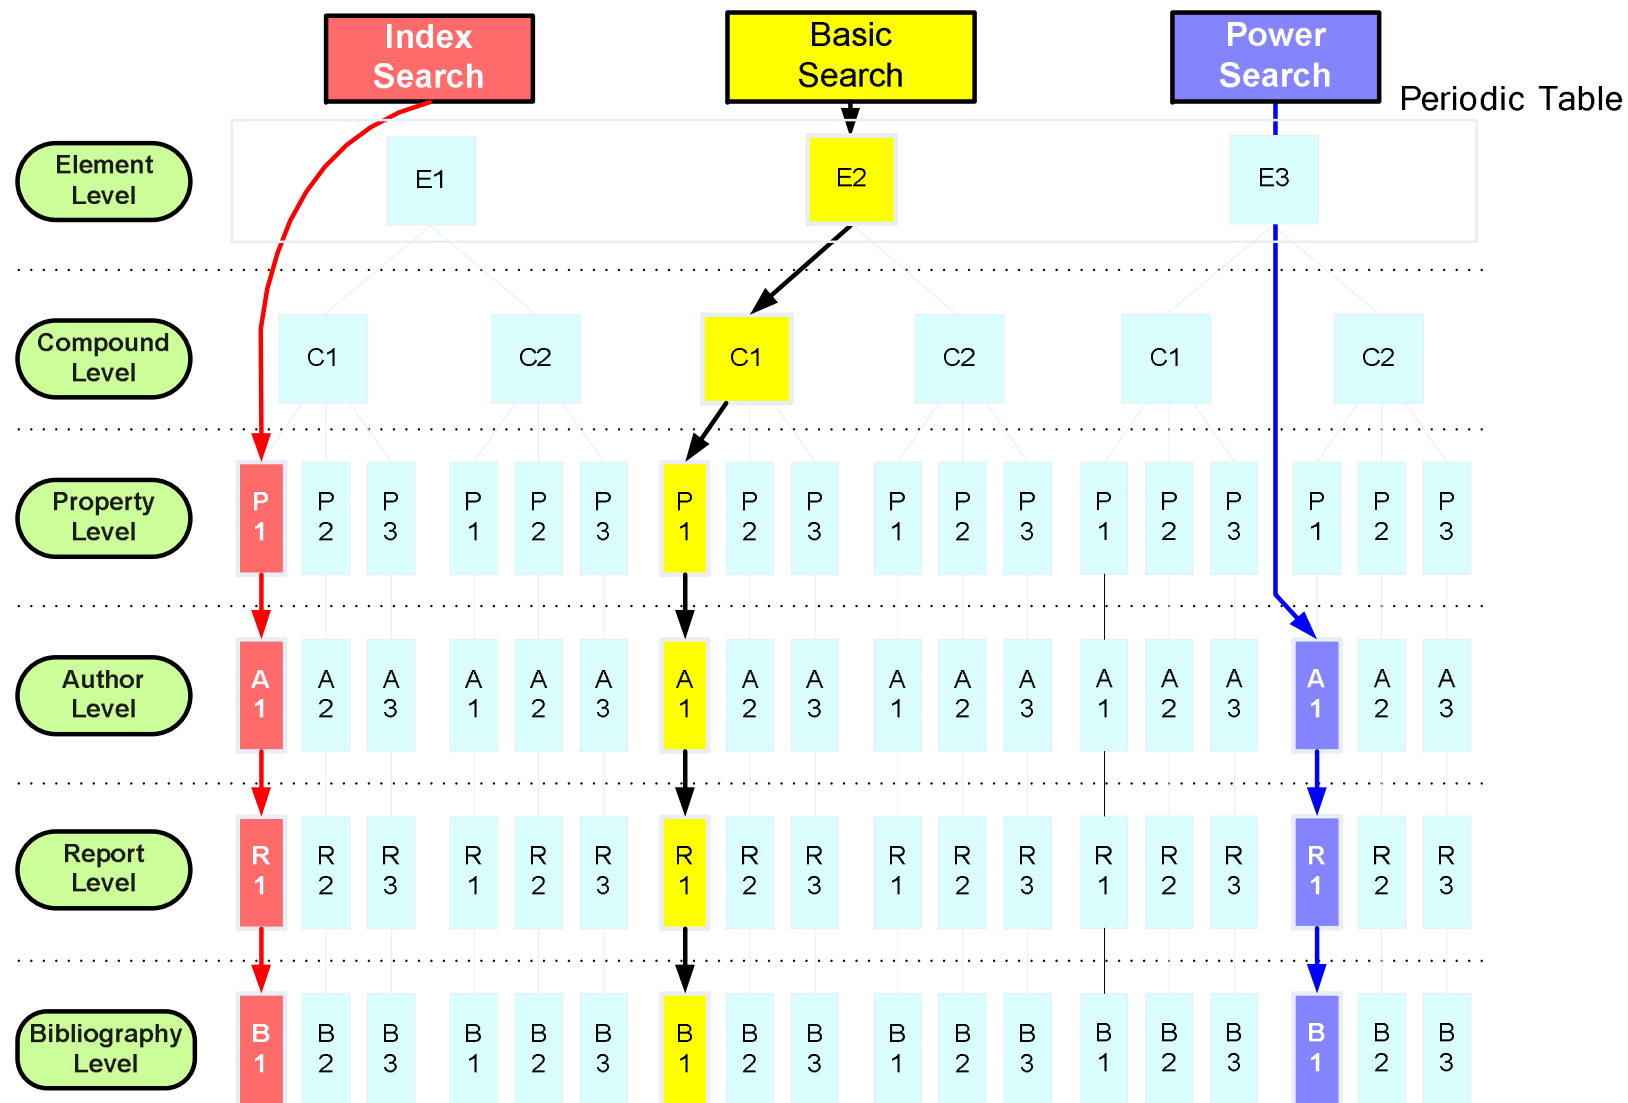 Index
Search
Basic
Search
Power
Search
Periodic Table
Element
Level
E1
E2
E3
Compound
Level
C1
C2
C1
C2
C1
C2
Property
Level
P P P P P P P P P P P P P P P P P P
1 2 3 1 2 3 1 2 3 1 2 3 1 2 3 1 2 3
Author
Level
A A A A A A A A A A A A A A A A A A
1 2 3 1 2 3 1 2 3 1 2 3 1 2 3 1 2 3
Report
Level
R R R R R R R R R R R R R R R R R R
1 2 3 1 2 3 1 2 3 1 2 3 1 2 3 1 2 3
Bibliography
Level
B B B B B B B B B B B B B B B B B B
1 2 3 1 2 3 1 2 3 1 2 3 1 2 3 1 2 3